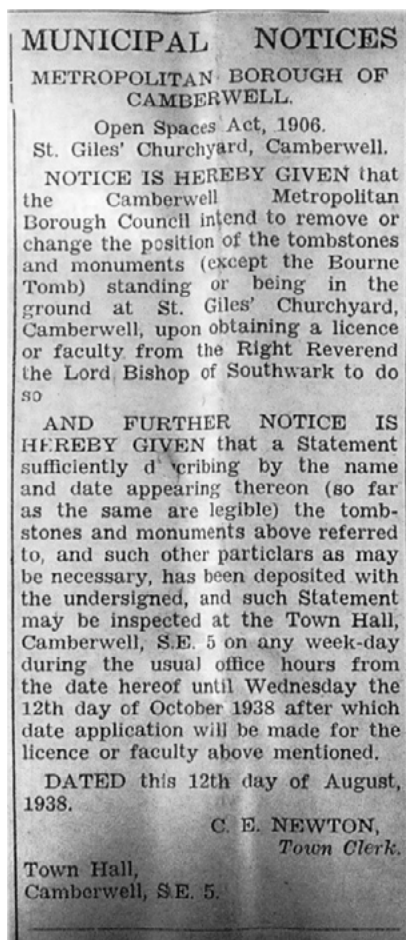 MUNICIPAL NOTICES
METROPOLITAN BOROUGH OF
CAMBERWELL.
Open Spaces Act, 1906.
St. Giles' Churchyard, Camberwell.
NOTICE IS HEREBY GIVEN that
the Camberwell Metropolitan
Borough Council intend to remove or
change the position of the tombstones
and monuments (except the Bourne
Tomb) standing or being in the
ground at St. Giles' Churchyard,
Camberwell, upon obtaining a licence
or faculty from the Right Reverend
the Lord Bishop of Southwark to do
so
AND FURTHER NOTICE IS
HEREBY GIVEN that a Statement
sufficiently d cribing by the name
and date appearing thereon (so far
as the same are legible) the tomb-
stones and monuments above referred
to, and such other particlars as may
be necessary, has been deposited with
the undersigned, and such Statement
may be inspected at the Town Hall,
Camberwell, S.E. 5 on any week-day
during the usual office hours from
the date hereof until Wednesday the
12th day of October 1938 after which
date application will be made for the
licence or faculty above mentioned.
DATED this 12th day of August,
1938.
C. E. NEWTON,
Town Clerk.
Town Hall,
Camberwell, S.E. 5.